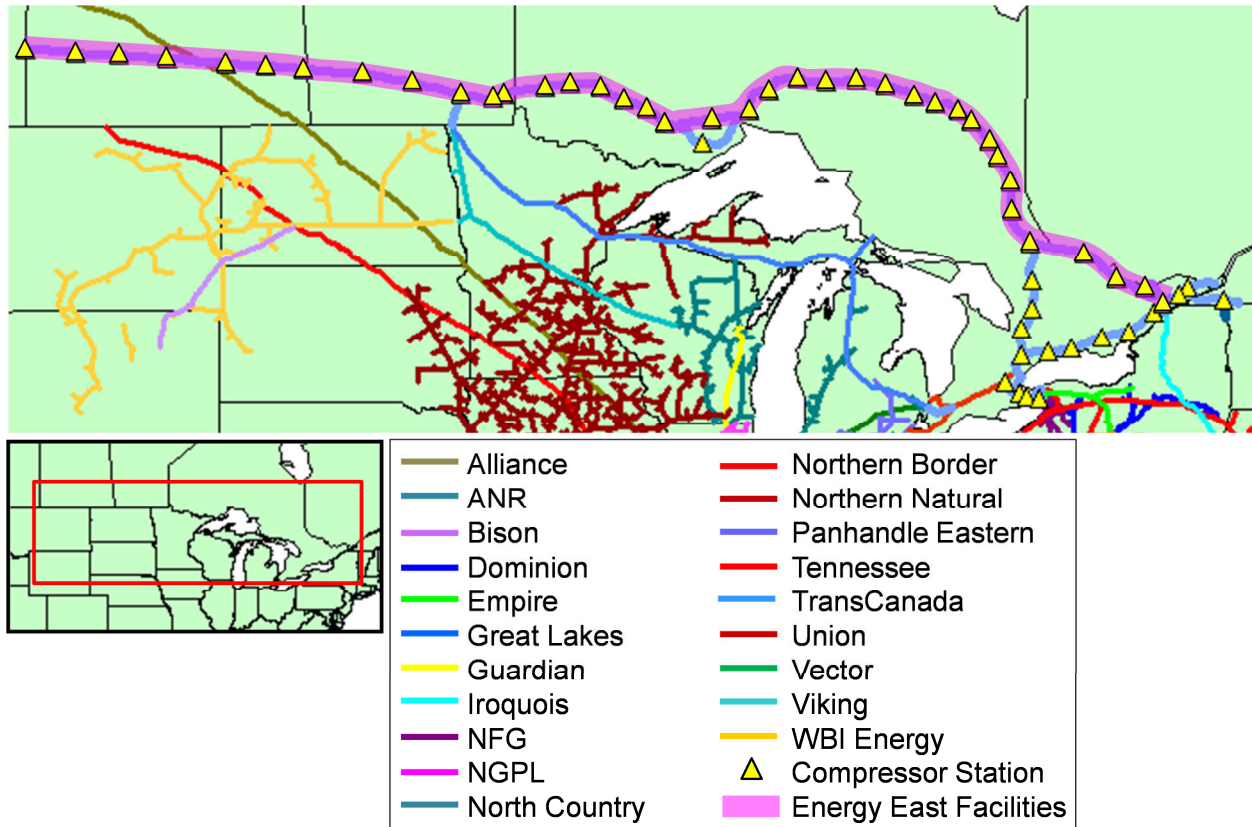 Alliance
ANR
Bison
Dominion
Empire
Great Lakes
Guardian
Iroquois
NFG
NGPL
North Country
Northern Border
Northern Natural
Panhandle Eastern
Tennessee
TransCanada
Union
Vector
Viking
WBI Energy
Compressor Station
Energy East Facilities